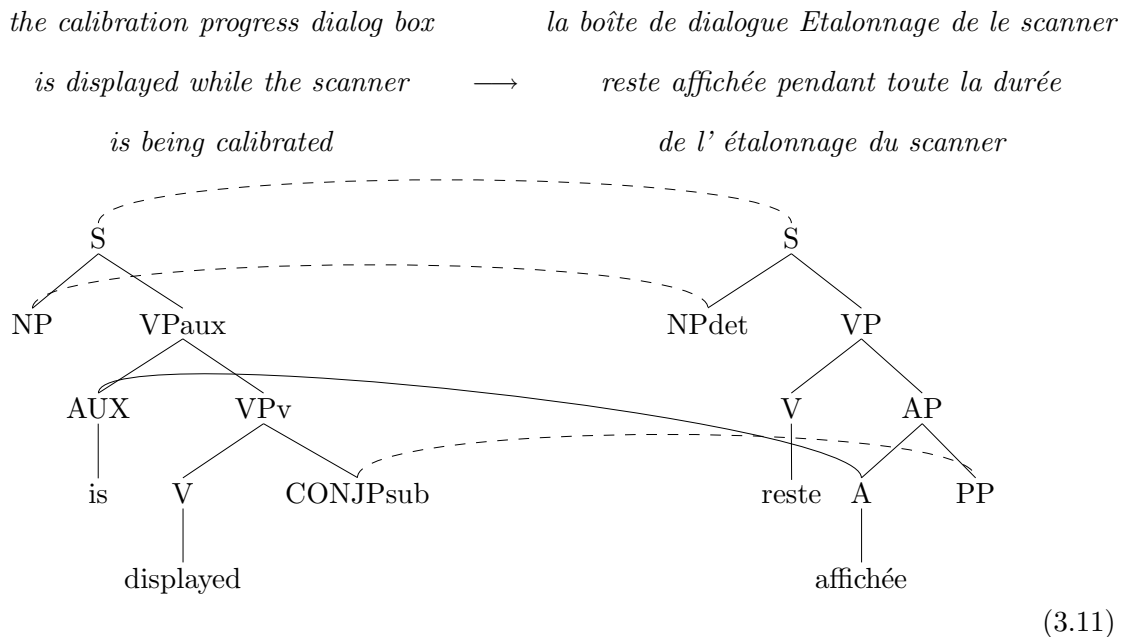 the calibration progress dialog box la boîte de dialogue Etalonnage de le scanner
is displayed while the scanner ⟶ reste affichée pendant toute la durée
is being calibrated de l' étalonnage du scanner
S S
NP VPaux NPdet VP
AUX VPv V AP
is V CONJPsub reste A PP
displayed affichée
(3.11)